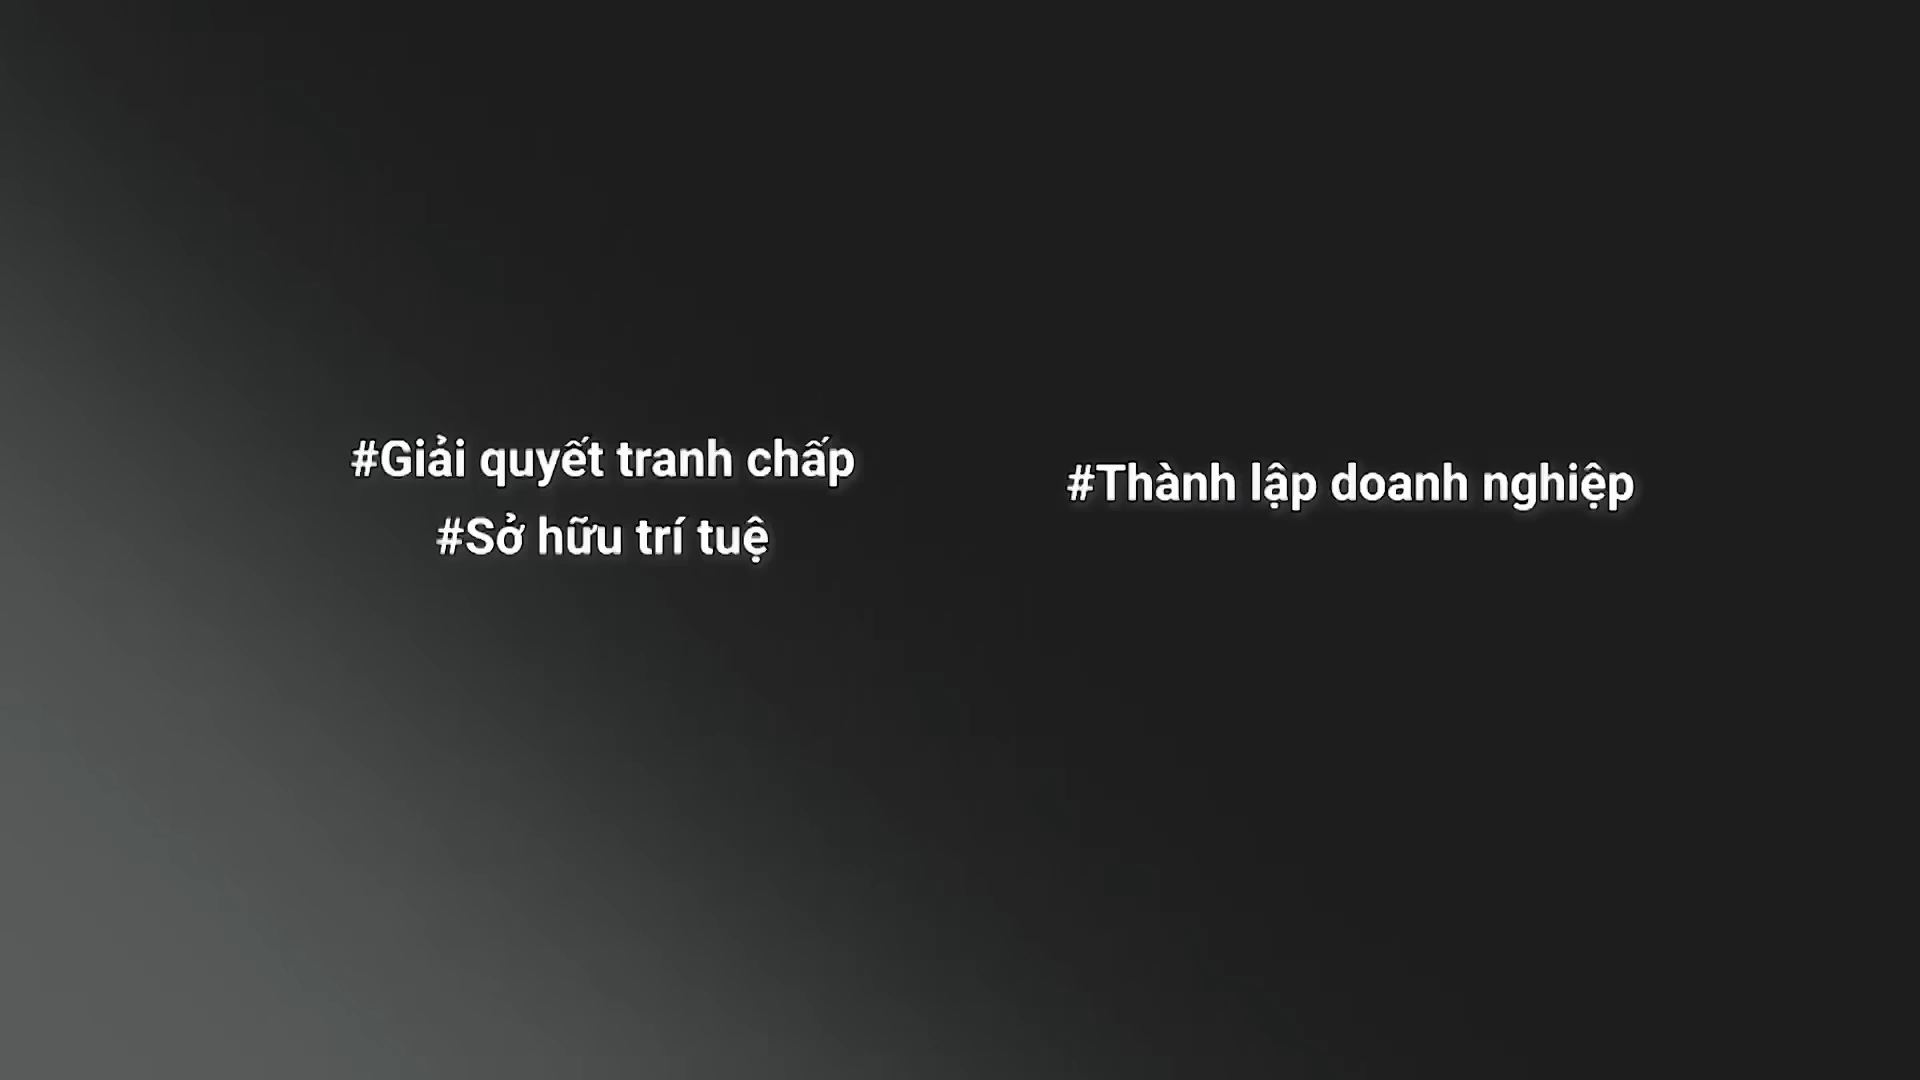 #Giải quyết tranh chấp
#Sở hữu trí tuệ
#Thành lập doanh nghiệp